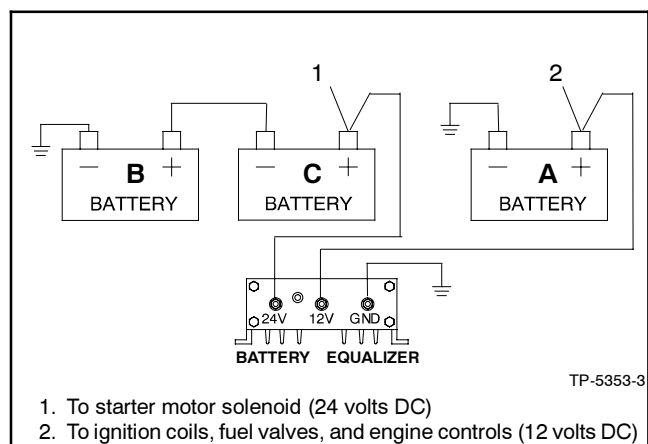 1 2
− B + − C + − A +
BATTERY BATTERY BATTERY
24V 12V GND
BATTERY EQUALIZER
TP-5353-3
1. To starter motor solenoid (24 volts DC)
2. To ignition coils, fuel valves, and engine controls (12 volts DC)